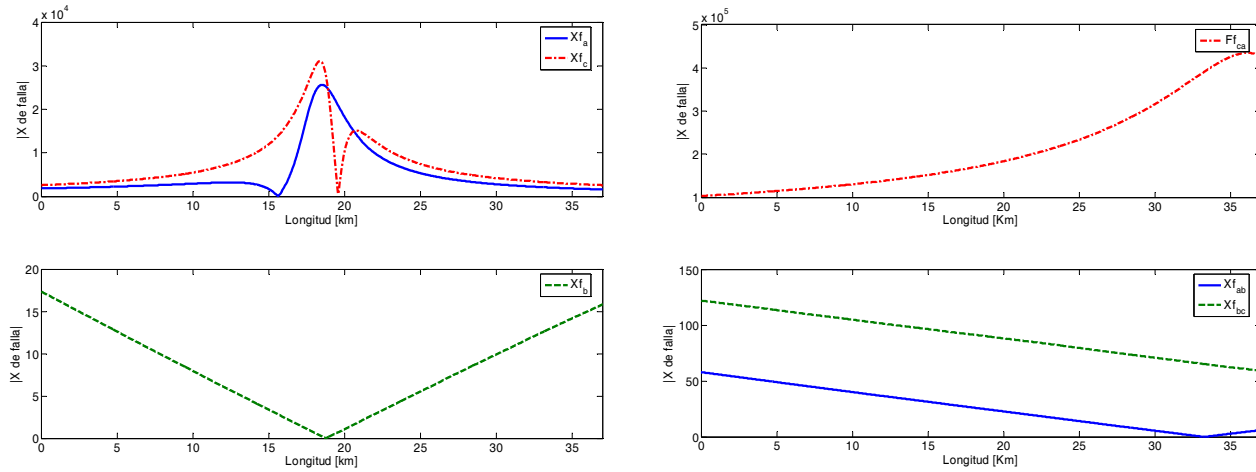 x 10^4
4
3
2
1
0
|X de falla|
Xf_a
Xf_c
0 5 10 15 20 25 30 35
Longitud [km]
x 10^5
5
4
3
2
1
|X de falla|
Ff_ca
0 5 10 15 20 25 30 35
Longitud [Km]
20
15
10
5
0
|X de falla|
Xf_b
0 5 10 15 20 25 30 35
Longitud [km]
150
100
50
0
|X de falla|
Xf_ab
Xf_bc
0 5 10 15 20 25 30 35
Longitud [Km]